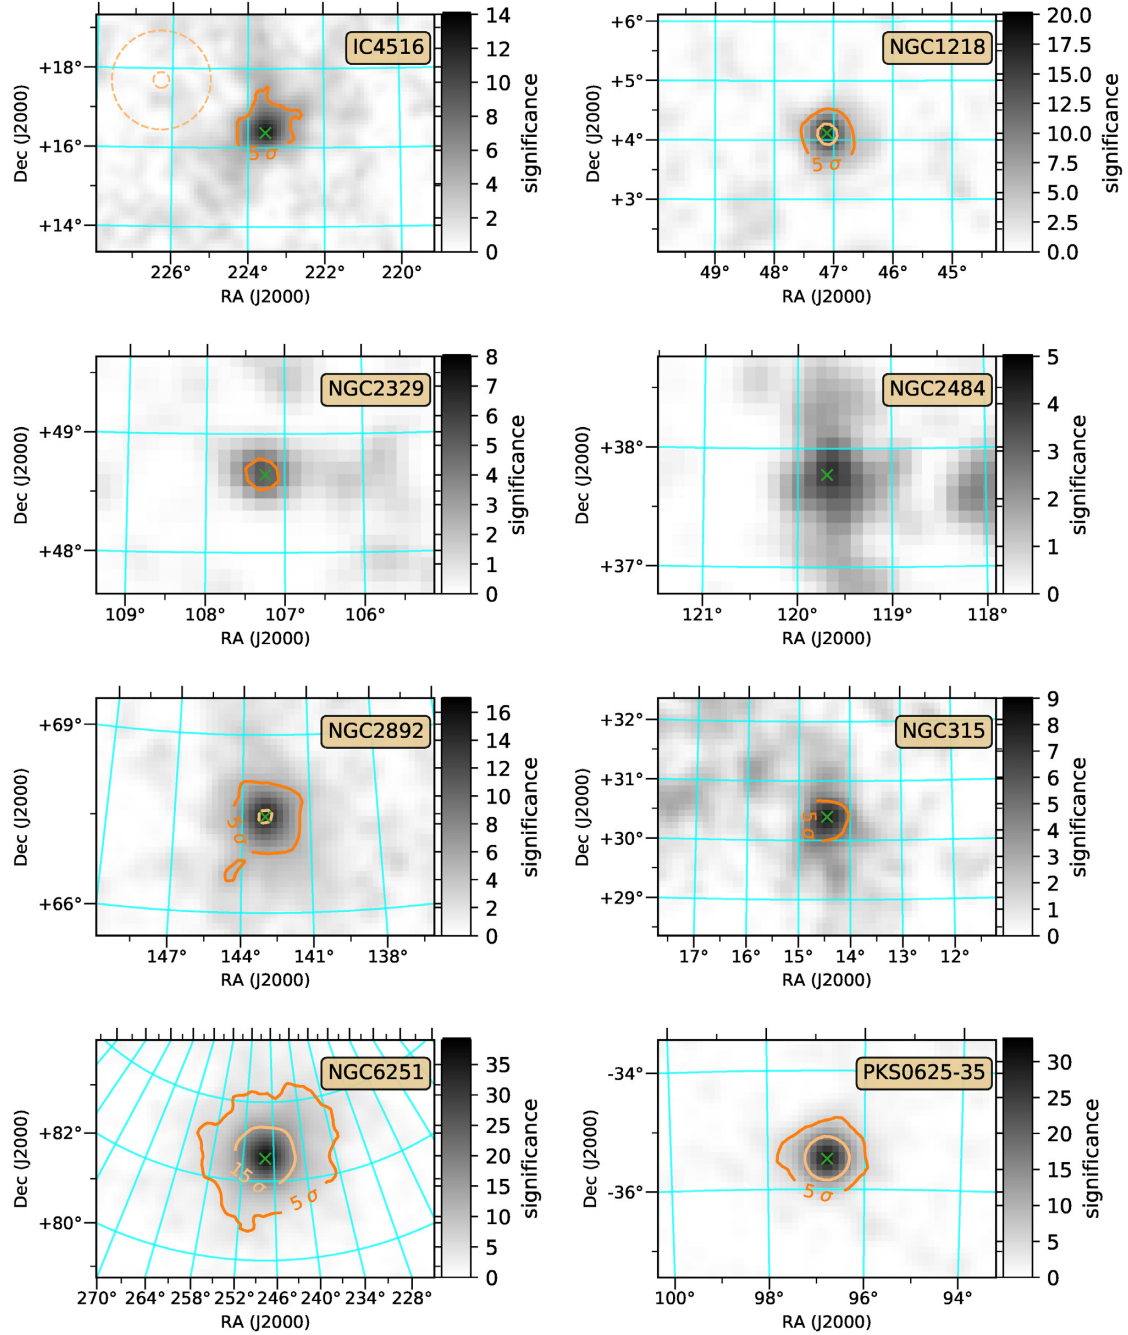 IC4516
+18°
+16°
+14°
Dec (J2000)
5 σ
226° 224° 222° 220°
RA (J2000)
14
12
10
8
6
4
2
0
significance
NGC1218
+6°
+5°
+4°
+3°
Dec (J2000)
5 σ
49° 48° 47° 46° 45°
RA (J2000)
20.0
17.5
15.0
12.5
10.0
7.5
5.0
2.5
0.0
significance
NGC2329
+49°
+48°
Dec (J2000)
109° 108° 107° 106°
RA (J2000)
8
7
6
5
4
3
2
1
0
significance
NGC2484
+38°
+37°
Dec (J2000)
121° 120° 119° 118°
RA (J2000)
5
4
3
2
1
0
significance
NGC2892
+69°
+66°
Dec (J2000)
5 σ
147° 144° 141° 138°
RA (J2000)
16
14
12
10
8
6
4
2
0
significance
NGC315
+32°
+31°
+30°
+29°
Dec (J2000)
5 σ
17° 16° 15° 14° 13° 12°
RA (J2000)
9
8
7
6
5
4
3
2
1
0
significance
NGC6251
+82°
+80°
Dec (J2000)
15 σ
5 σ
270° 264° 258° 252° 246° 240° 234° 228°
RA (J2000)
35
30
25
20
15
10
5
0
significance
PKS0625-35
-34°
-36°
Dec (J2000)
5 σ
100° 98° 96° 94°
RA (J2000)
30
25
20
15
10
5
0
significance